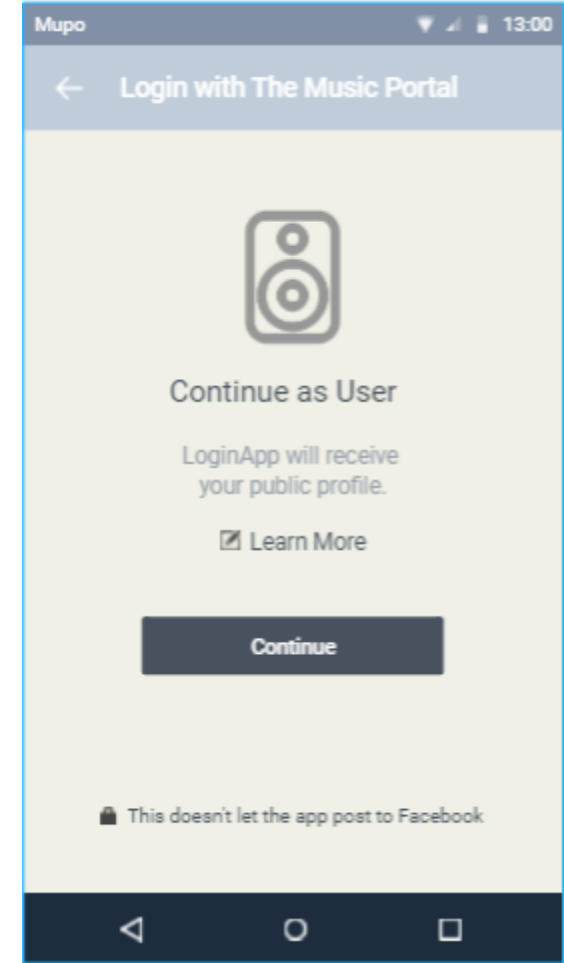 Mupo 13:00
Login with The Music Portal
Continue as User
LoginApp will receive
your public profile.
Learn More
Continue
This doesn't let the app post to Facebook